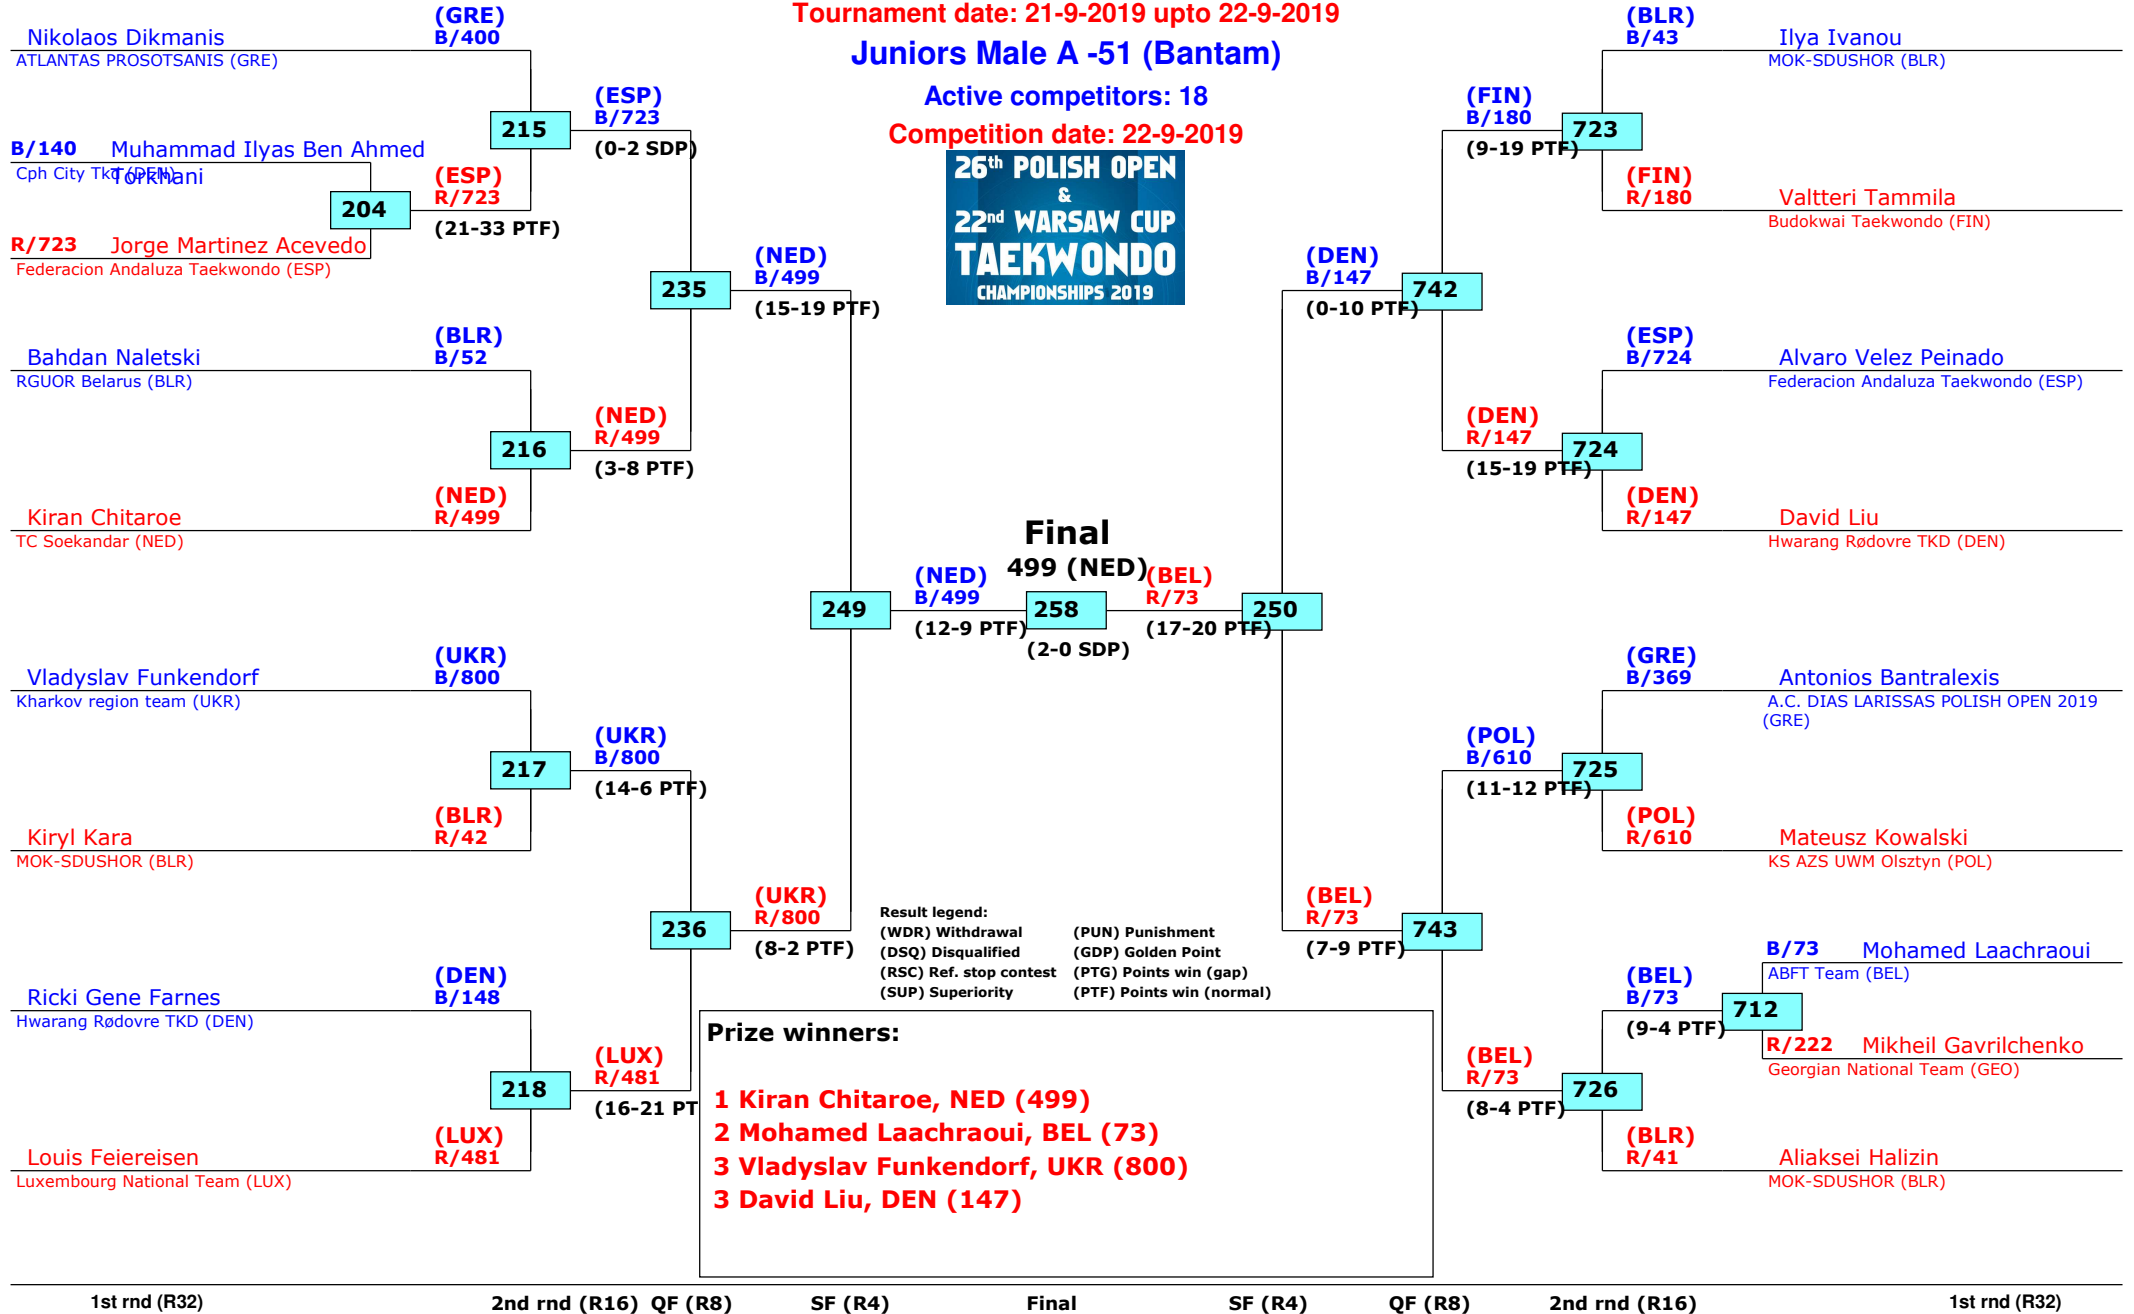 Tournament date: 21-9-2019 upto 22-9-2019
Juniors Male A -51 (Bantam)
Active competitors: 18
Competition date: 22-9-2019
26th POLISH OPEN
&
22nd WARSAW CUP
TAEKWONDO
CHAMPIONSHIPS 2019
Nikolaos Dikmanis
ATLANTAS PROSOTSANIS (GRE)
(GRE)
B/400
B/140 Muhammad Ilyas Ben Ahmed
Torkhani
Cph City Tkd (DEN)
R/723 Jorge Martinez Acevedo
Federacion Andaluza Taekwondo (ESP)
204
(ESP)
R/723
(21-33 PTF)
215
(ESP)
B/723
(0-2 SDP)
Bahdan Naletski
RGUOR Belarus (BLR)
(BLR)
B/52
216
(NED)
R/499
(3-8 PTF)
Kiran Chitaroe
TC Soekandar (NED)
(NED)
R/499
235
(NED)
B/499
(15-19 PTF)
Vladyslav Funkendorf
Kharkov region team (UKR)
(UKR)
B/800
217
(UKR)
B/800
(14-6 PTF)
Kiryl Kara
MOK-SDUSHOR (BLR)
(BLR)
R/42
236
(UKR)
R/800
(8-2 PTF)
Ricki Gene Farnes
Hwarang Rødovre TKD (DEN)
(DEN)
B/148
218
(LUX)
R/481
(16-21 PT
Louis Feiereisen
Luxembourg National Team (LUX)
(LUX)
R/481
249
(NED)
B/499
(12-9 PTF)
Final
499 (NED)
258
(2-0 SDP)
(BEL)
R/73
(17-20 PTF)
250
(BLR)
B/43
Ilya Ivanou
MOK-SDUSHOR (BLR)
(FIN)
B/180
(9-19 PTF)
723
(FIN)
R/180
Valtteri Tammila
Budokwai Taekwondo (FIN)
(DEN)
B/147
(0-10 PTF)
742
(ESP)
B/724
Alvaro Velez Peinado
Federacion Andaluza Taekwondo (ESP)
(DEN)
R/147
(15-19 PTF)
724
(DEN)
R/147
David Liu
Hwarang Rødovre TKD (DEN)
(GRE)
B/369
Antonios Bantralexis
A.C. DIAS LARISSAS POLISH OPEN 2019
(GRE)
(POL)
B/610
(11-12 PTF)
725
(POL)
R/610
Mateusz Kowalski
KS AZS UWM Olsztyn (POL)
(BEL)
R/73
(7-9 PTF)
743
B/73 Mohamed Laachraoui
ABFT Team (BEL)
(BEL)
B/73
(9-4 PTF)
712
R/222 Mikheil Gavrilchenko
Georgian National Team (GEO)
(BEL)
R/73
(8-4 PTF)
726
(BLR)
R/41
Aliaksei Halizin
MOK-SDUSHOR (BLR)
Result legend:
(WDR) Withdrawal (PUN) Punishment
(DSQ) Disqualified (GDP) Golden Point
(RSC) Ref. stop contest (PTG) Points win (gap)
(SUP) Superiority (PTF) Points win (normal)
Prize winners:
1 Kiran Chitaroe, NED (499)
2 Mohamed Laachraoui, BEL (73)
3 Vladyslav Funkendorf, UKR (800)
3 David Liu, DEN (147)
1st rnd (R32) 2nd rnd (R16) QF (R8) SF (R4) Final SF (R4) QF (R8) 2nd rnd (R16) 1st rnd (R32)